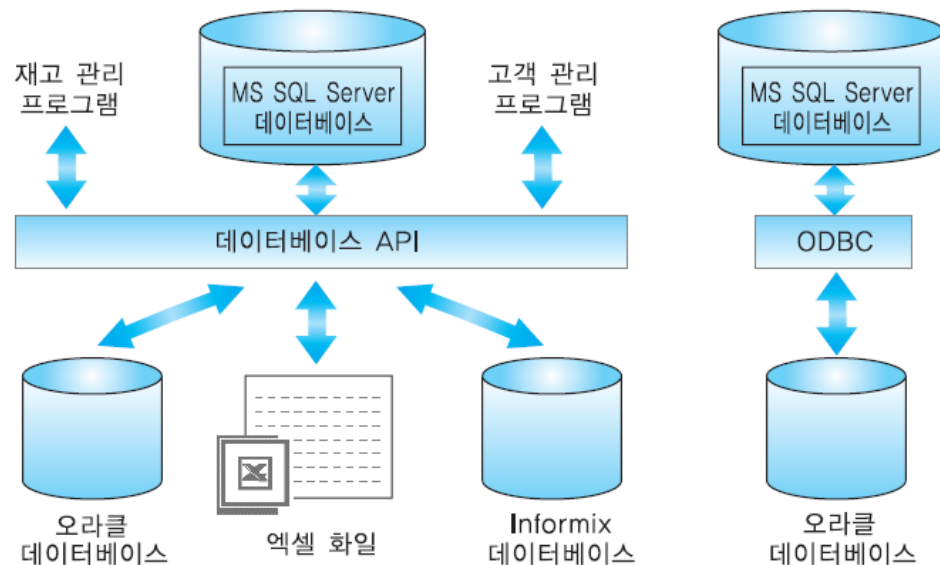 재고 관리
프로그램
MS SQL Server
데이터베이스
고객 관리
프로그램
MS SQL Server
데이터베이스
데이터베이스 API
ODBC
오라클
데이터베이스
엑셀 화일
Informix
데이터베이스
오라클
데이터베이스